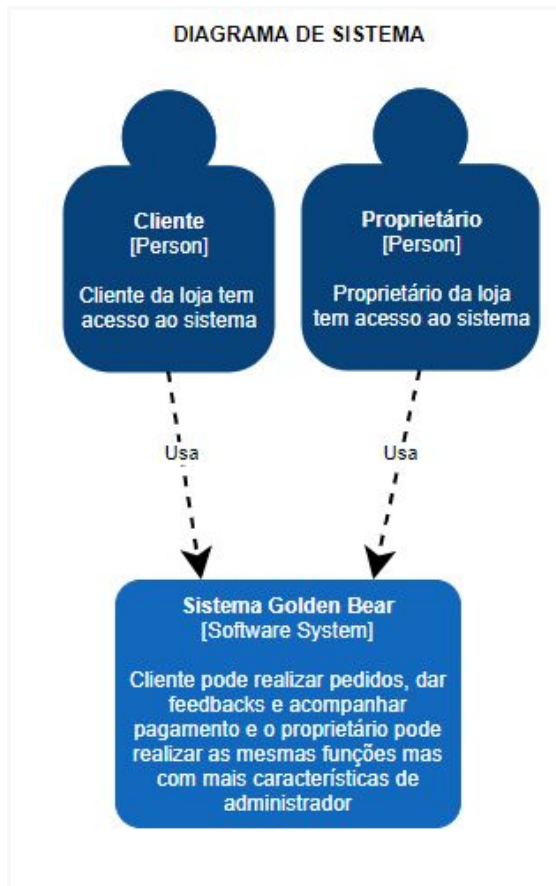 DIAGRAMA DE SISTEMA
Cliente
[Person]
Cliente da loja tem
acesso ao sistema
Proprietário
[Person]
Proprietário da loja
tem acesso ao sistema
Usa
Usa
Sistema Golden Bear
[Software System]
Cliente pode realizar pedidos, dar
feedbacks e acompanhar
pagamento e o proprietário pode
realizar as mesmas funções mas
com mais características de
administrador